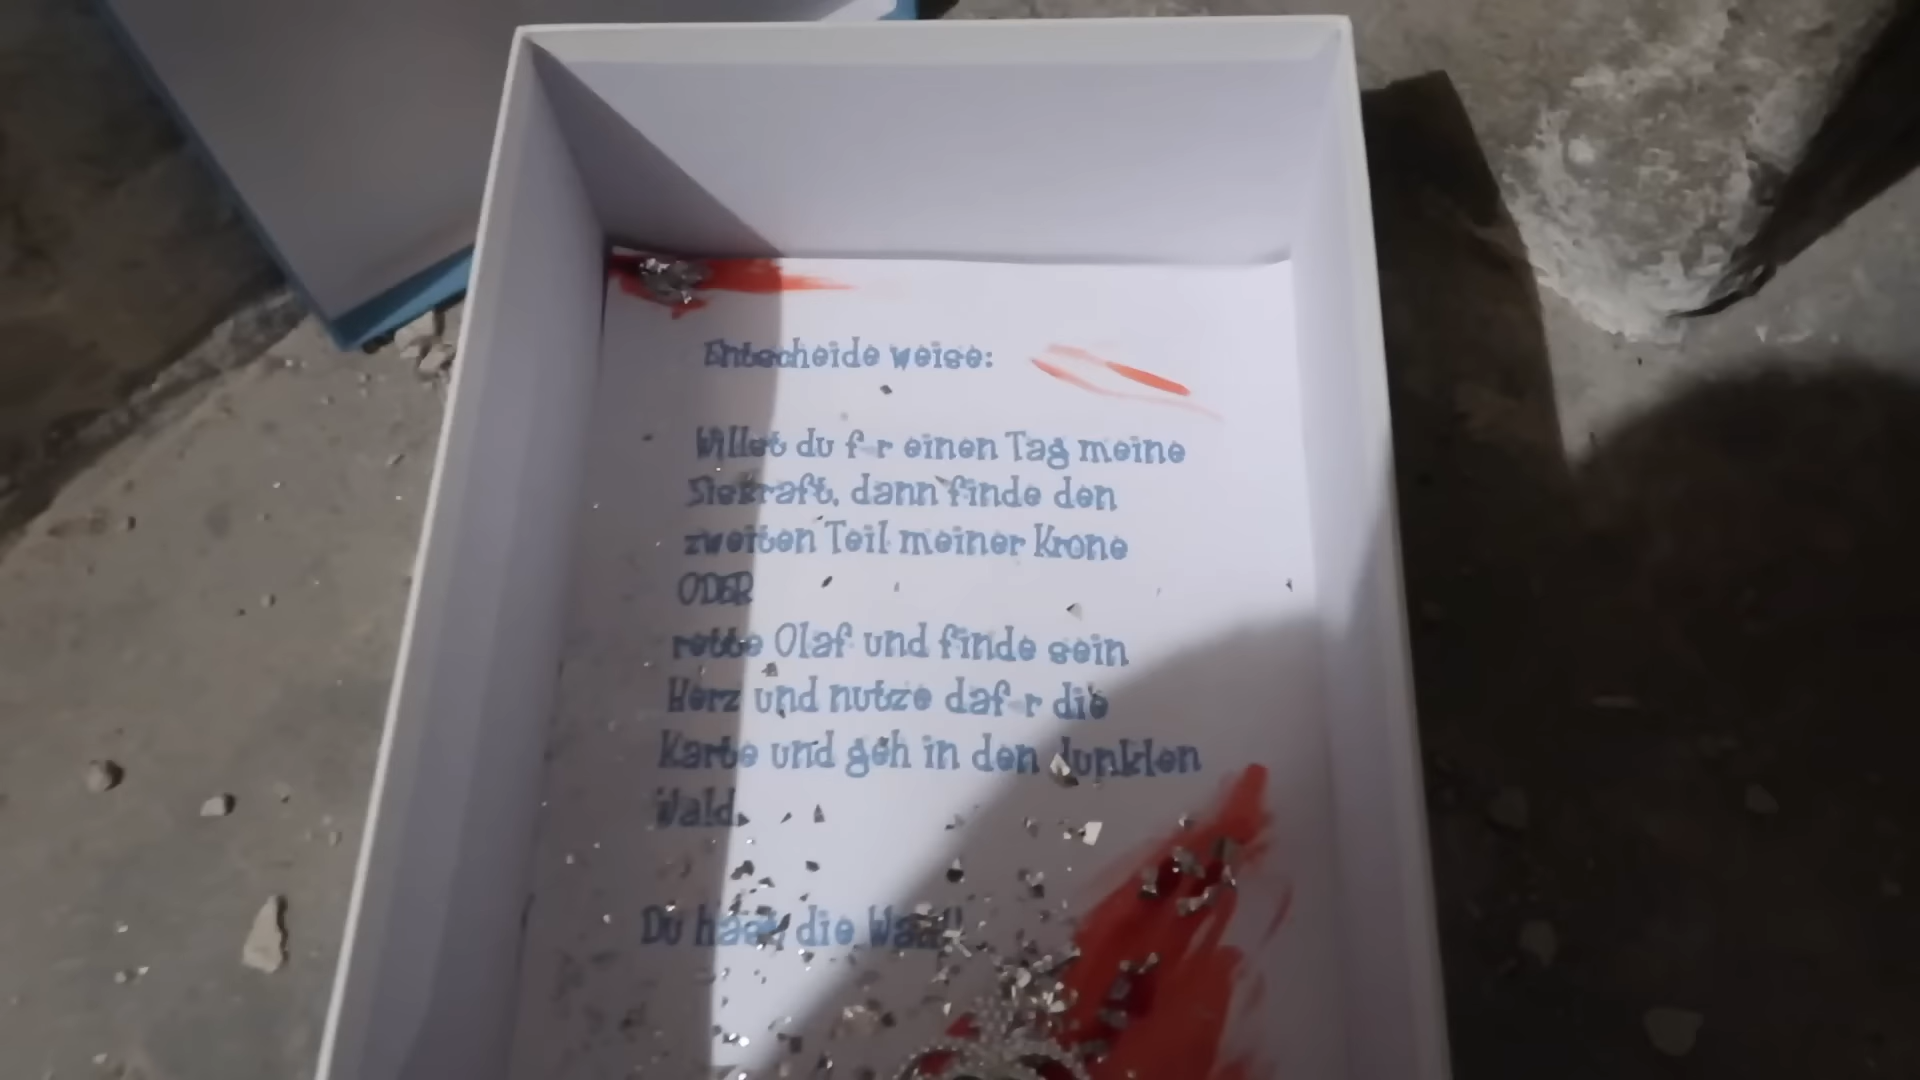 Entscheide weise:
Willst du f r einen Tag meine
Siekraft, dann finde den
zweiten Teil meiner Krone
ODER
rette Olaf und finde sein
Herz und nutze daf r die
Karte und geh in den dunklen
Wald.
Du hast die Wahl!